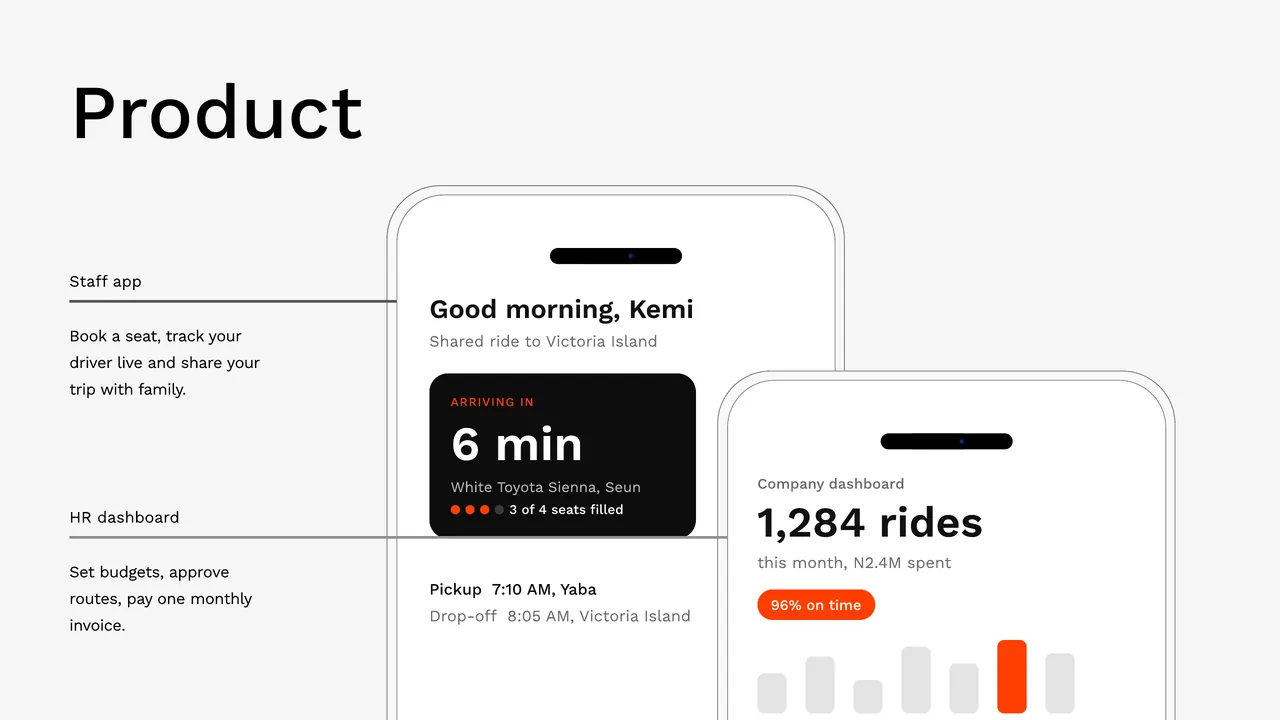 Product
Staff app
Book a seat, track your
driver live and share your
trip with family.
HR dashboard
Set budgets, approve
routes, pay one monthly
invoice.
Good morning, Kemi
Shared ride to Victoria Island
ARRIVING IN
6 min
White Toyota Sienna, Seun
3 of 4 seats filled
Pickup 7:10 AM, Yaba
Drop-off 8:05 AM, Victoria Island
Company dashboard
1,284 rides
this month, N2.4M spent
96% on time